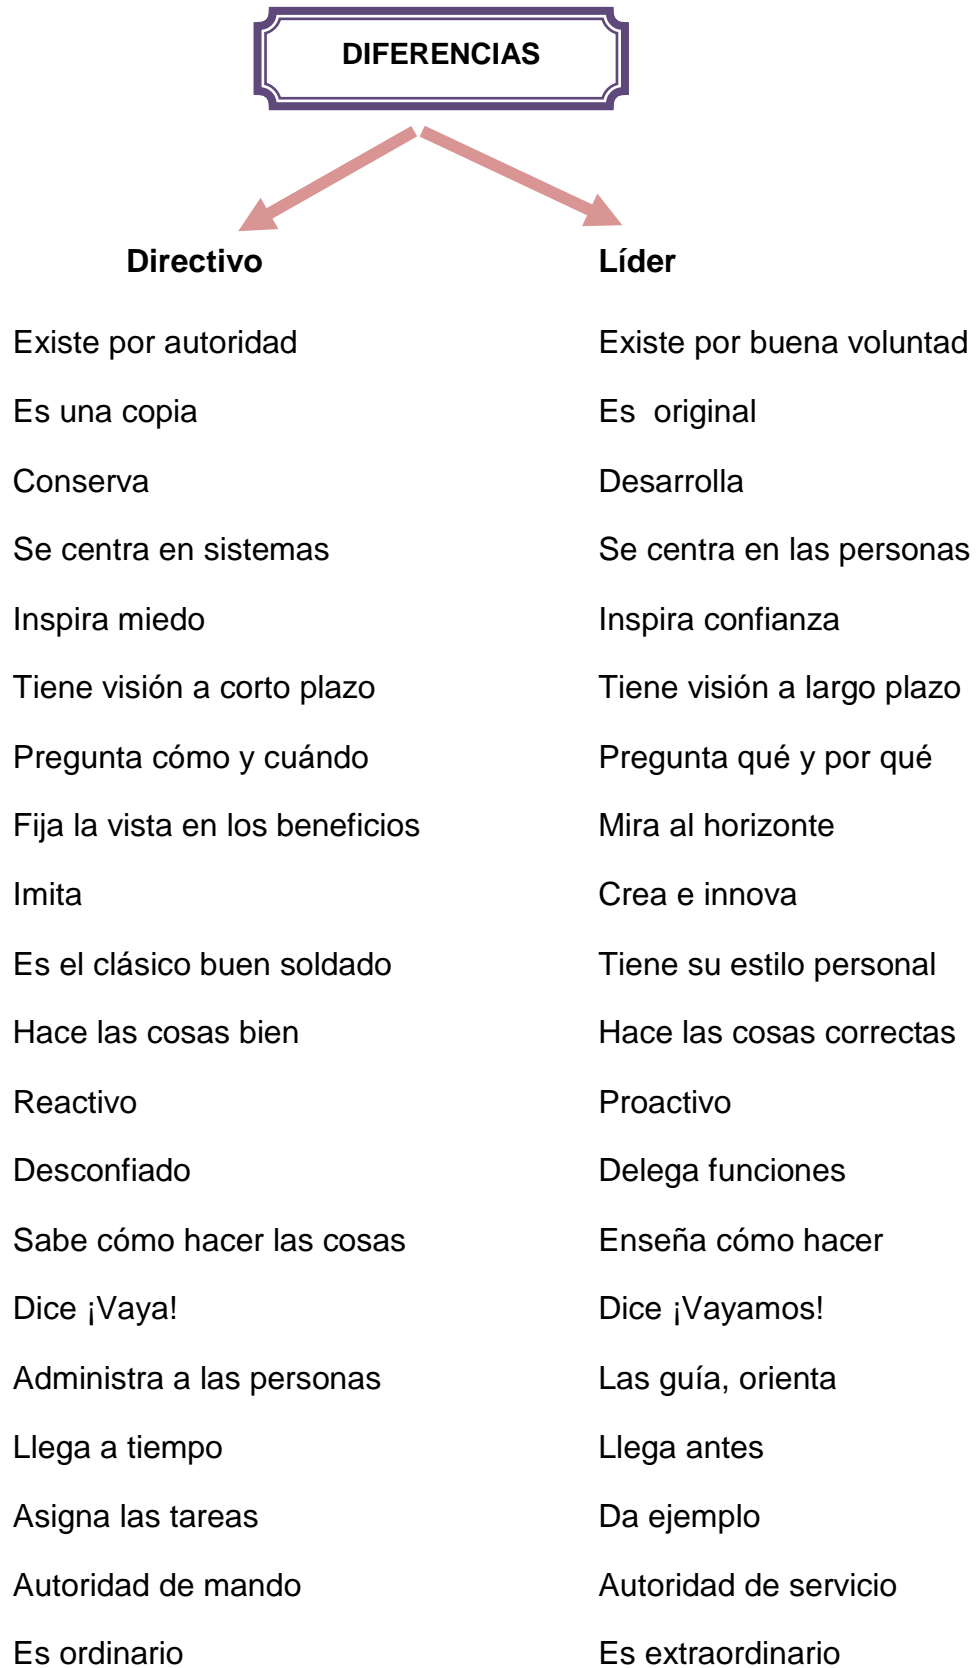 DIFERENCIAS
Directivo Líder
Existe por autoridad Existe por buena voluntad
Es una copia Es original
Conserva Desarrolla
Se centra en sistemas Se centra en las personas
Inspira miedo Inspira confianza
Tiene visión a corto plazo Tiene visión a largo plazo
Pregunta cómo y cuándo Pregunta qué y por qué
Fija la vista en los beneficios Mira al horizonte
Imita Crea e innova
Es el clásico buen soldado Tiene su estilo personal
Hace las cosas bien Hace las cosas correctas
Reactivo Proactivo
Desconfiado Delega funciones
Sabe cómo hacer las cosas Enseña cómo hacer
Dice ¡Vaya! Dice ¡Vayamos!
Administra a las personas Las guía, orienta
Llega a tiempo Llega antes
Asigna las tareas Da ejemplo
Autoridad de mando Autoridad de servicio
Es ordinario Es extraordinario